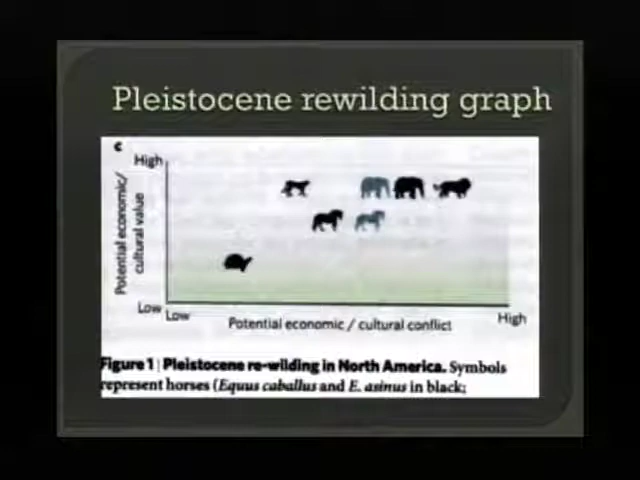 Pleistocene rewilding graph
c
High
Potential economic/
cultural value
Low
Low
Potential economic / cultural conflict
High
Figure 1 | Pleistocene re-wilding in North America. Symbols
represent horses (Equus caballus and E. asinus in black;